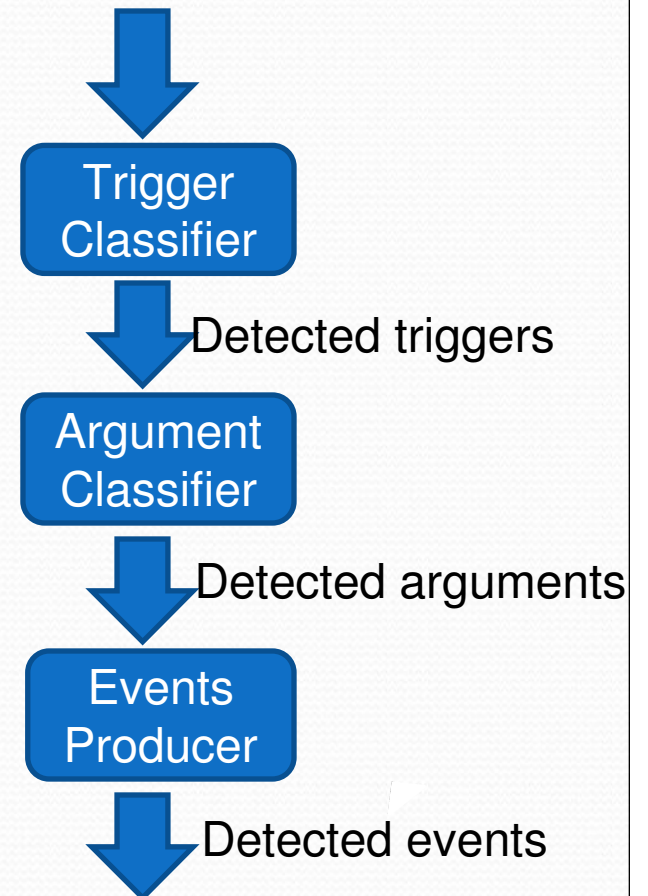 Trigger
Classifier
Detected triggers
Argument
Classifier
Detected arguments
Events
Producer
Detected events